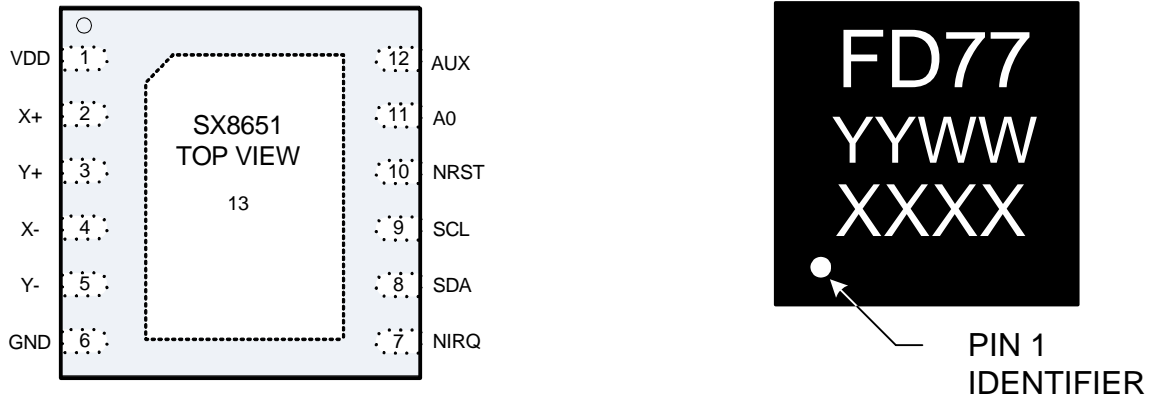 VDD 1
X+ 2
Y+ 3
X- 4
Y- 5
GND 6
SX8651
TOP VIEW
13
12 AUX
11 A0
10 NRST
9 SCL
8 SDA
7 NIRQ
FD77
YYWW
XXXX
PIN 1
IDENTIFIER